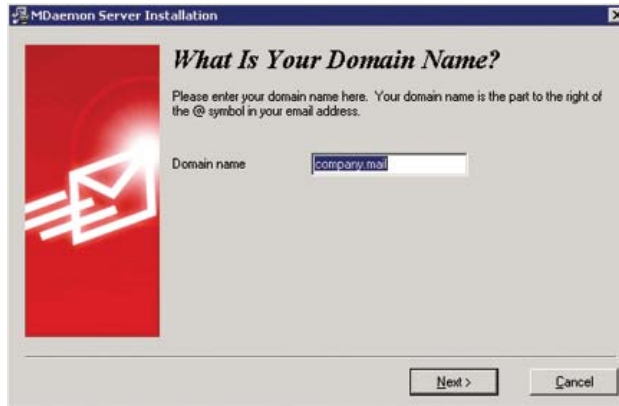 MDaemon Server Installation
What Is Your Domain Name?
Please enter your domain name here. Your domain name is the part to the right of
the @ symbol in your email address.
Domain name
company.mail
Next >
Cancel